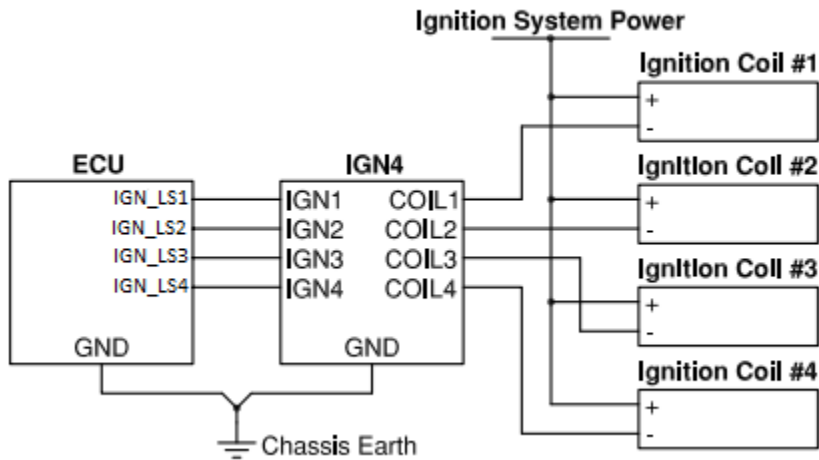 Ignition System Power
Ignition Coil #1
+
-
ECU
IGN4
Ignition Coil #2
IGN_LS1
IGN1
COIL1
+
IGN_LS2
IGN2
COIL2
-
IGN_LS3
IGN3
COIL3
Ignition Coil #3
IGN_LS4
IGN4
COIL4
+
-
GND
GND
Ignition Coil #4
+
-
Chassis Earth